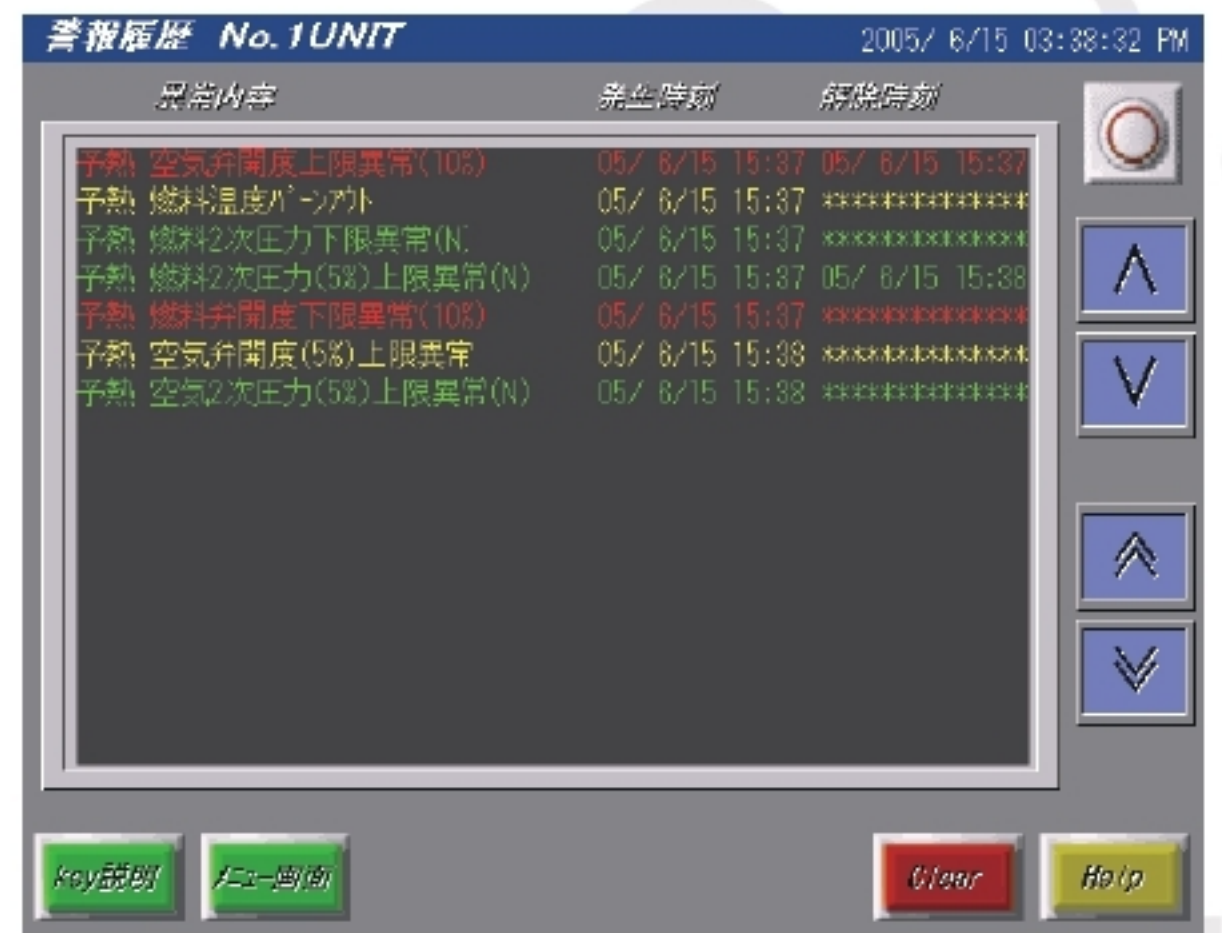 警報履歴 No.1UNIT 2005/ 6/15 03:38:32 PM
異常内容 発生時刻 解除時刻
予熱 空気弁開度上限異常(10%) 05/ 6/15 15:37 05/ 6/15 15:37
予熱 燃料温度バーンアウト 05/ 6/15 15:37 **************
予熱 燃料2次圧力下限異常(N) 05/ 6/15 15:37 **************
予熱 燃料2次圧力(5%)上限異常(N) 05/ 6/15 15:37 05/ 6/15 15:38
予熱 燃料弁開度下限異常(10%) 05/ 6/15 15:37 **************
予熱 空気弁開度(5%)上限異常 05/ 6/15 15:38 **************
予熱 空気2次圧力(5%)上限異常(N) 05/ 6/15 15:38 **************
key説明 メニュー画面 Clear Help